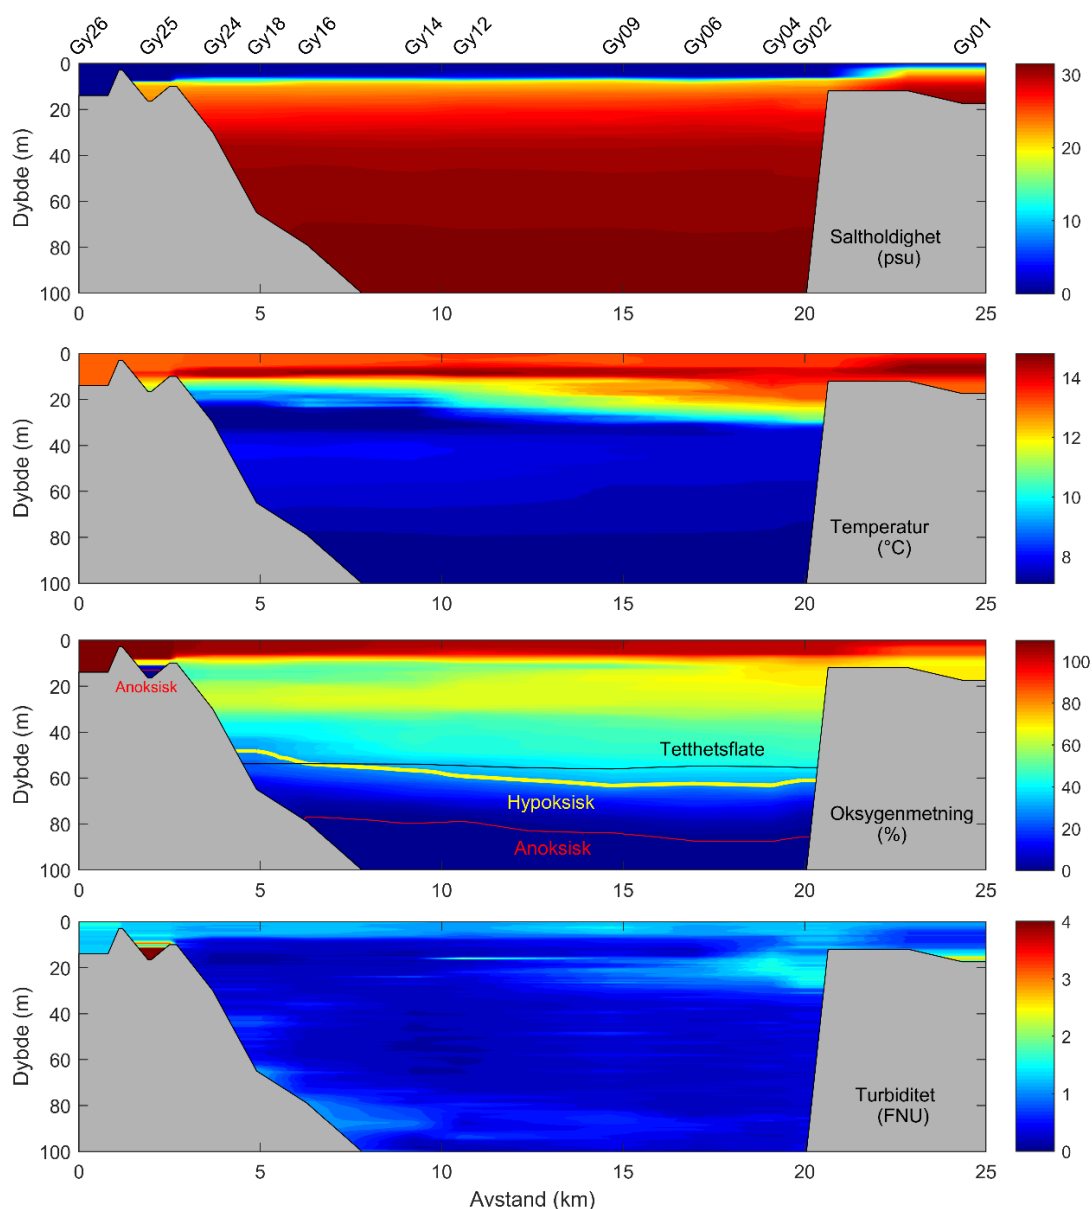 Gy26 Gy25 Gy24 Gy18 Gy16 Gy14 Gy12 Gy09 Gy06 Gy04 Gy02 Gy01
0
20
40
60
80
100
Dybde (m)
0 5 10 15 20 25
Saltholdighet
(psu)
30
20
10
0
0
20
40
60
80
100
Dybde (m)
0 5 10 15 20 25
Temperatur
(°C)
14
12
10
8
0
20
40
60
80
100
Dybde (m)
0 5 10 15 20 25
Anoksisk
Tetthetsflate
Hypoksisk
Anoksisk
Oksygenmetning
(%)
100
80
60
40
20
0
0
20
40
60
80
100
Dybde (m)
0 5 10 15 20 25
Turbiditet
(FNU)
4
3
2
1
0
Avstand (km)